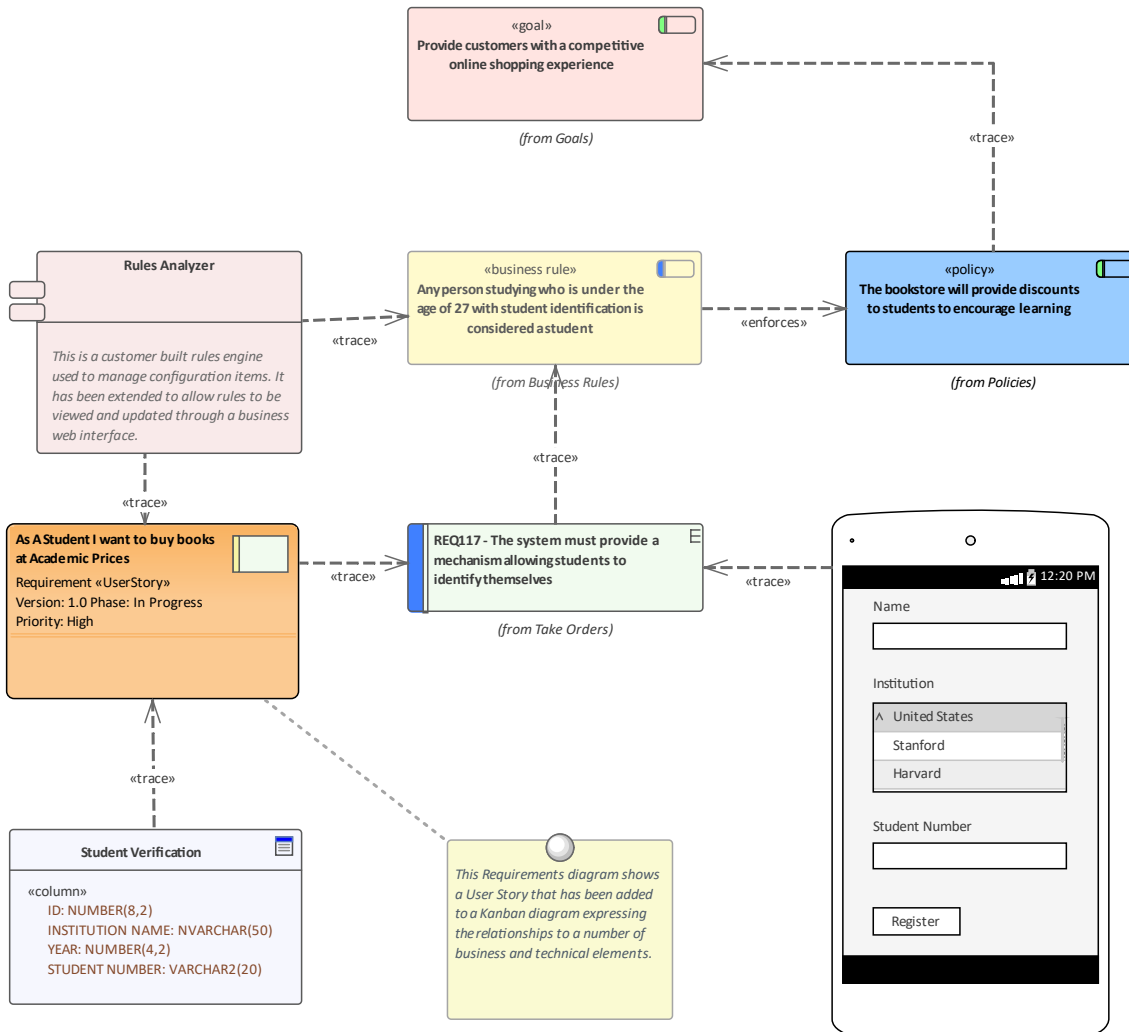 «goal»
Provide customers with a competitive
online shopping experience
(from Goals)
«trace»
Rules Analyzer
This is a customer built rules engine
used to manage configuration items. It
has been extended to allow rules to be
viewed and updated through a business
web interface.
«trace»
«business rule»
Any person studying who is under the
age of 27 with student identification is
considered a student
(from Business Rules)
«enforces»
«policy»
The bookstore will provide discounts
to students to encourage learning
(from Policies)
«trace»
«trace»
As A Student I want to buy books
at Academic Prices
Requirement «UserStory»
Version: 1.0 Phase: In Progress
Priority: High
«trace»
REQ117 - The system must provide a
mechanism allowing students to
identify themselves
(from Take Orders)
«trace»
12:20 PM
Name
Institution
United States
Stanford
Harvard
Student Number
Register
«trace»
Student Verification
«column»
ID: NUMBER(8,2)
INSTITUTION NAME: NVARCHAR(50)
YEAR: NUMBER(4,2)
STUDENT NUMBER: VARCHAR2(20)
This Requirements diagram shows
a User Story that has been added
to a Kanban diagram expressing
the relationships to a number of
business and technical elements.